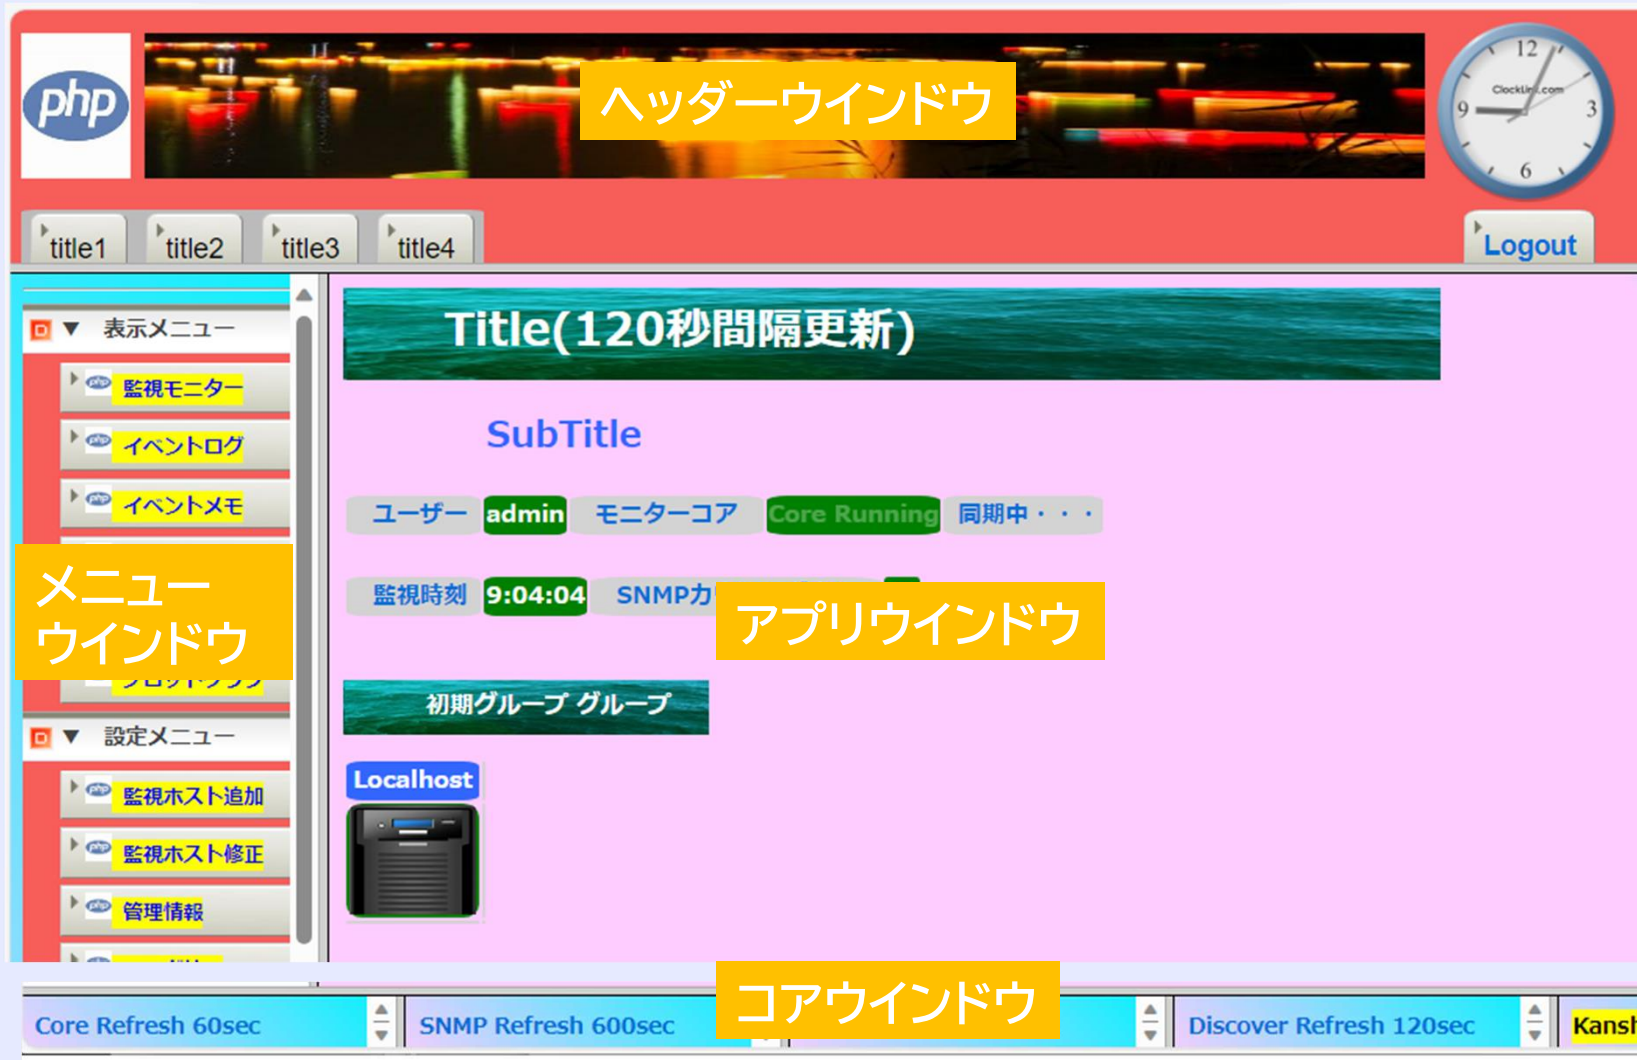 php
ヘッダーウインドウ
12
ClockLink.com
9
3
6
title1
title2
title3
title4
Logout
表示メニュー
監視モニター
イベントログ
イベントメモ
メニュー
ウインドウ
設定メニュー
監視ホスト追加
監視ホスト修正
管理情報
Title(120秒間隔更新)
SubTitle
ユーザー admin モニターコア Core Running 同期中・・・
監視時刻 9:04:04 SNMP
アプリウインドウ
初期グループ グループ
Localhost
コアウインドウ
Core Refresh 60sec
SNMP Refresh 600sec
Discover Refresh 120sec